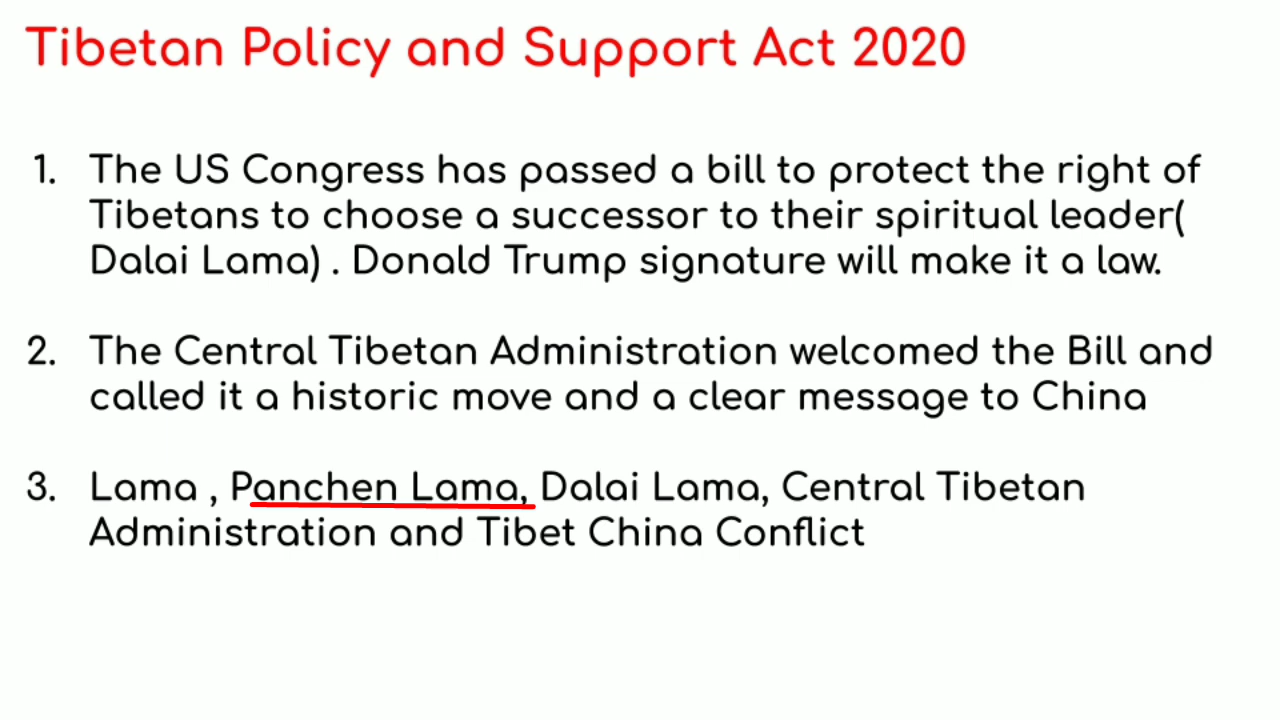 Tibetan Policy and Support Act 2020
1. The US Congress has passed a bill to protect the right of
Tibetans to choose a successor to their spiritual leader(
Dalai Lama) . Donald Trump signature will make it a law.
2. The Central Tibetan Administration welcomed the Bill and
called it a historic move and a clear message to China
3. Lama , Panchen Lama, Dalai Lama, Central Tibetan
Administration and Tibet China Conflict